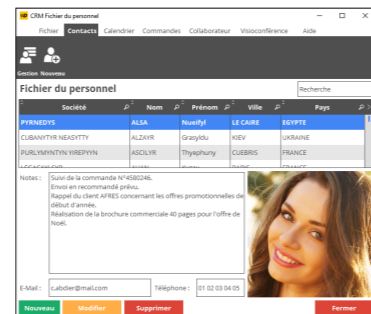 CRM Fichier du personnel
Fichier Contacts Calendrier Commandes Collaborateur Visioconférence Aide
Gestion Nouveau
Fichier du personnel Recherche
Société Nom Prénom Ville Pays
PYRNEDYS ALSA Nueifyl LE CAIRE EGYPTE
CUBANYTYR NEASYTTY ALZAYR Grasyldu KIEV UKRAINE
PURLYMYNTYN YIREPYYN ASCILYR Thyephuny CUEBRIS FRANCE
Notes : Suivi de la commande N°4580246.
Envoi en recommandé prévu.
Rappel du client AFRES concernant les offres promotionnelles de
début d'année.
Réalisation de la brochure commerciale 40 pages pour l'offre de
Noël.
E-Mail : c.abdier@mail.com Téléphone : 01 02 03 04 05
Nouveau Modifier Supprimer Fermer